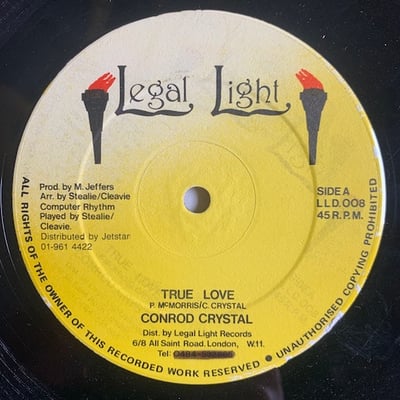 Legal Light
Prod. by M. Jeffers
Arr. by Stealie/Cleavie
Computer Rhythm
Played by Stealie/
Cleavie.
Distributed by Jetstar
01-961 4422
SIDE A
L.L.D. 008
45 R.P.M.
TRUE LOVE
P. McMORRIS/C. CRYSTAL
CONROD CRYSTAL
Dist. by Legal Light Records
6/8 All Saint Road. London, W.11.
Tel:
ALL RIGHTS OF THE OWNER OF THIS RECORDED WORK RESERVED • UNAUTHORISED COPYING PROHIBITED